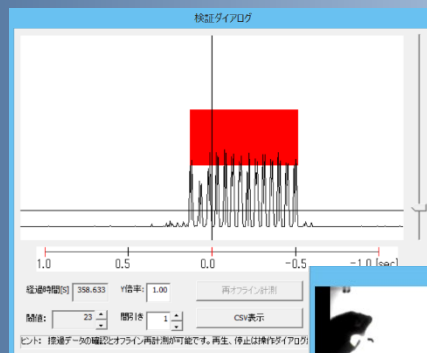 検証ダイアログ
1.0 0.5 0.0 -0.5 -1.0 [sec]
経過時間[S] 358.633 Y倍率: 1.00 再オフライン計測
閾値: 23 間引き 1 CSV表示
ヒント: 掻過データの確認とオフライン再計測が可能です。再生、停止は操作ダイアログ